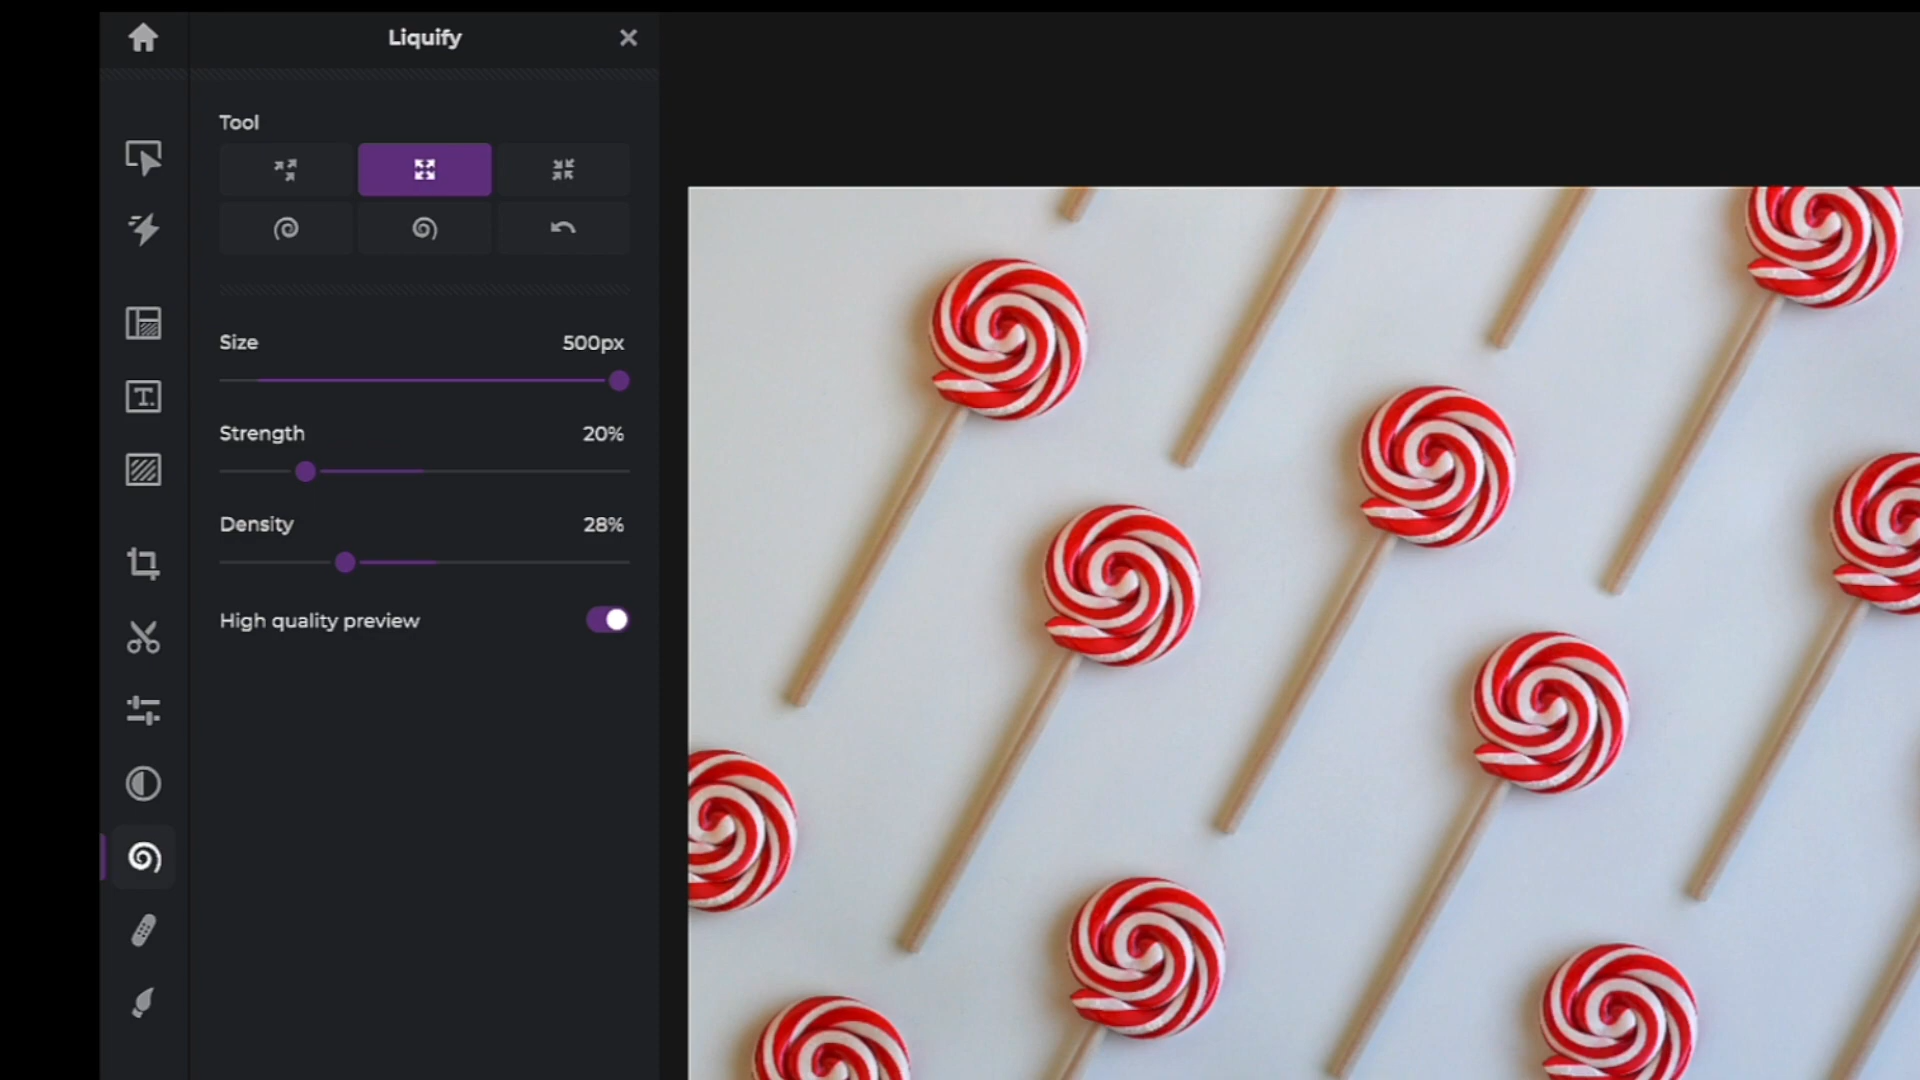 Liquify
Tool
Size 500px
Strength 20%
Density 28%
High quality preview